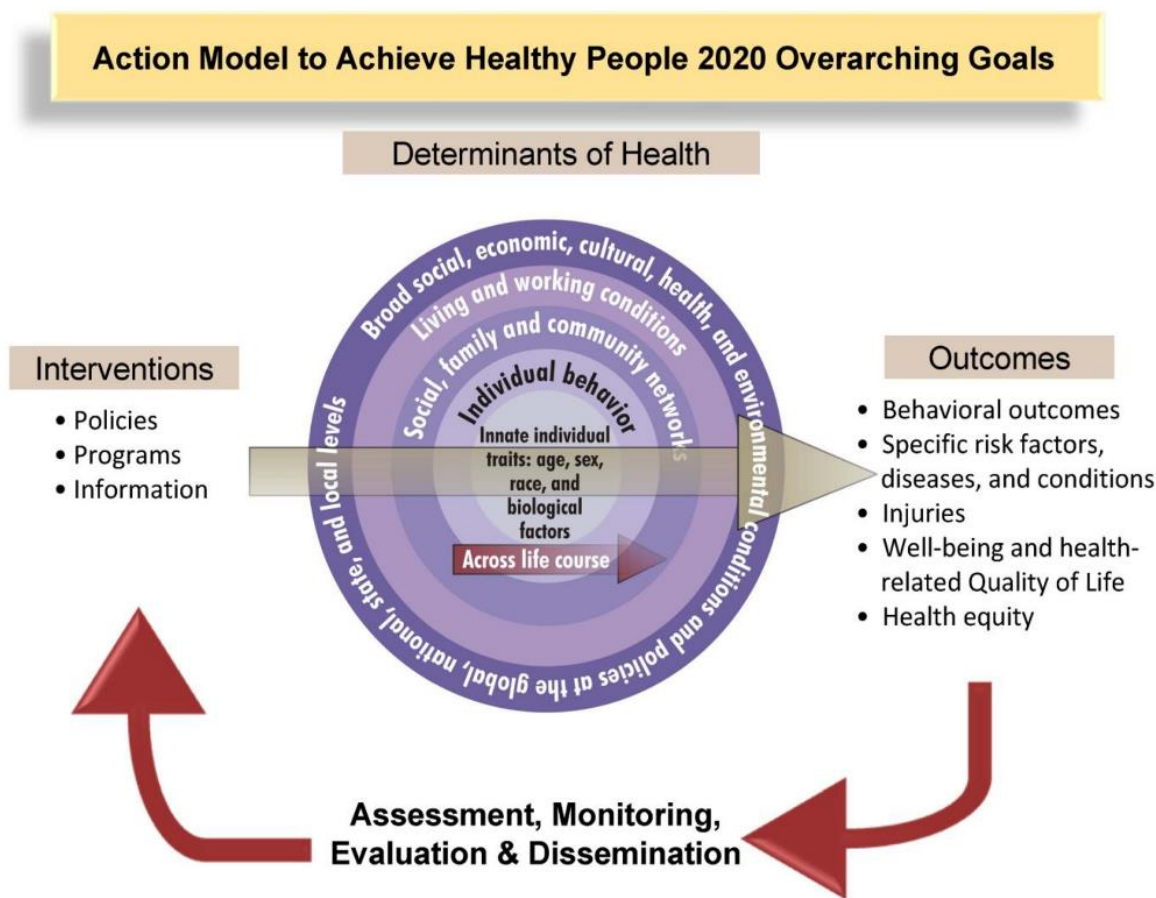 Action Model to Achieve Healthy People 2020 Overarching Goals
Determinants of Health
Interventions
• Policies
• Programs
• Information
Broad social, economic, cultural, health, and environmental conditions and policies at the global, national, state, and local levels
Living and working conditions
Social, family and community networks
Individual behavior
Innate individual
traits: age, sex,
race, and
biological
factors
Across life course
Outcomes
• Behavioral outcomes
• Specific risk factors,
diseases, and conditions
• Injuries
• Well-being and health-
related Quality of Life
• Health equity
Assessment, Monitoring,
Evaluation & Dissemination